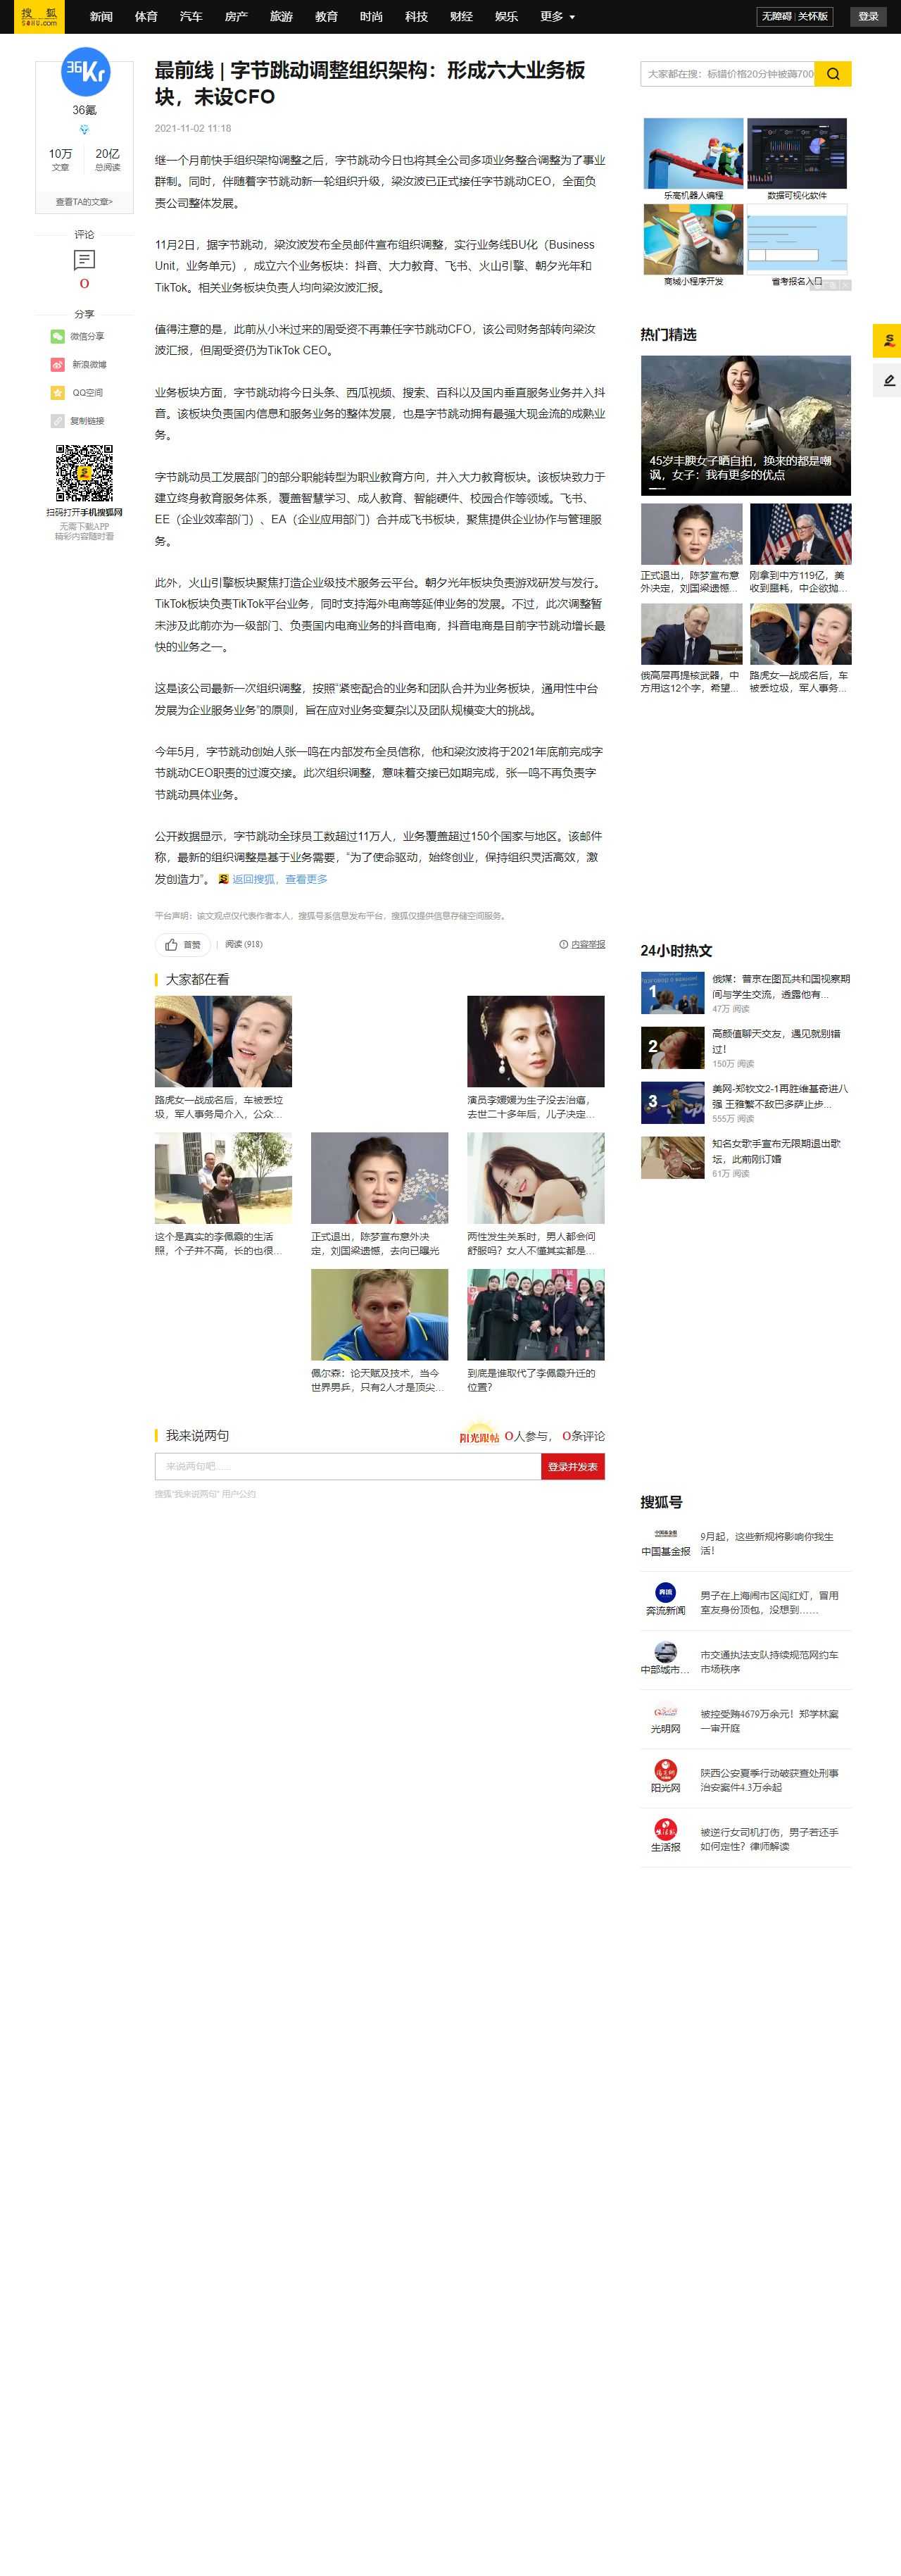 搜 狐
SOHU.com
新闻 体育 汽车 房产 旅游 教育 时尚 科技 财经 娱乐 更多
无障碍 | 关怀版
登录
36Kr
36氪
10万 20亿
文章 总阅读
查看TA的文章>
评论
0
分享
微信分享
新浪微博
QQ空间
复制链接
扫码打开手机搜狐网
无需下载APP
精彩内容随时看
最前线 | 字节跳动调整组织架构：形成六大业务板
块，未设CFO
2021-11-02 11:18
继一个月前快手组织架构调整之后，字节跳动今日也将其全公司多项业务整合调整为了事业
群制。同时，伴随着字节跳动新一轮组织升级，梁汝波已正式接任字节跳动CEO，全面负
责公司整体发展。
11月2日，据字节跳动，梁汝波发布全员邮件宣布组织调整，实行业务线BU化（Business
Unit，业务单元），成立六个业务板块：抖音、大力教育、飞书、火山引擎、朝夕光年和
TikTok。相关业务板块负责人均向梁汝波汇报。
值得注意的是，此前从小米过来的周受资不再兼任字节跳动CFO，该公司财务部转向梁汝
波汇报，但周受资仍为TikTok CEO。
业务板块方面，字节跳动将今日头条、西瓜视频、搜索、百科以及国内垂直服务业务并入抖
音。该板块负责国内信息和服务业务的整体发展，也是字节跳动拥有最强大现金流的成熟业
务。
字节跳动员工发展部门的部分职能转型为职业教育方向，并入大力教育板块。该板块致力于
建立终身教育服务体系，覆盖智慧学习、成人教育、智能硬件、校园合作等领域。飞书、
EE（企业效率部门）、EA（企业应用部门）合并成飞书板块，聚焦提供企业协作与管理服
务。
此外，火山引擎板块聚焦打造企业级技术服务云平台。朝夕光年板块负责游戏研发与发行。
TikTok板块负责TikTok平台业务，同时支持海外电商等延伸业务的发展。不过，此次调整暂
未涉及此前亦为一级部门、负责国内电商业务的抖音电商，抖音电商是目前字节跳动增长最
快的业务之一。
这是该公司最新一次组织调整，按照“紧密配合的业务和团队合并为业务板块，通用性中台
发展为企业服务业务”的原则，旨在应对业务变复杂以及团队规模变大的挑战。
今年5月，字节跳动创始人张一鸣在内部发布全员信称，他和梁汝波将于2021年底前完成字
节跳动CEO职责的过渡交接。此次组织调整，意味着交接已如期完成，张一鸣不再负责字
节跳动具体业务。
公开数据显示，字节跳动全球员工数超过11万人，业务覆盖超过150个国家与地区。该邮件
称，最新的组织调整是基于业务需要，“为了使命驱动，始终创业，保持组织灵活高效，激
发创造力”。 返回搜狐，查看更多
平台声明：该文观点仅代表作者本人，搜狐号系信息发布平台，搜狐仅提供信息存储空间服务。
首赞 | 阅读 (918) 内容举报
大家都在看
路虎女一战成名后，车被丢垃
圾，军人事务局介入，公众...
演员李媛媛为生子没去治癌，
去世二十多年后，儿子决定...
这个是真实的李佩霞的生活
照，个子并不高，长的也很...
正式退出，陈梦宣布意外决
定，刘国梁遗憾，去向已曝光
两性发生关系时，男人都会问
舒服吗？女人不懂其实都是...
佩尔森：论天赋及技术，当今
世界男乒，只有2人才是顶尖...
到底是谁取代了李佩霞升迁的
位置？
我来说两句
阳光跟帖 0人参与， 0条评论
来说两句吧......
登录并发表
搜狐“我来说两句” 用户公约
大家都在搜：标猎价格20分钟被薅700
乐高机器人编程
数据可视化软件
商城小程序开发
省考报名入口
热门精选
45岁丰腴女子晒自拍，换来的都是嘲
讽，女子：我有更多的优点
正式退出，陈梦宣布意
外决定，刘国梁遗憾...
刚拿到中方119亿，美
收到噩耗，中企欲抛...
俄高层再提核武器，中
方用这12个字，希望...
路虎女一战成名后，车
被丢垃圾，军人事务...
24小时热文
1
俄媒：普京在图瓦共和国视察期
间与学生交流，透露他有...
47万 阅读
2
高颜值聊天交友，遇见就别错
过！
150万 阅读
3
美网-郑钦文2-1再胜维基奇进八
强 王雅繁不敌巴多萨止步...
555万 阅读
知名女歌手宣布无限期退出歌
坛，此前刚订婚
61万 阅读
搜狐号
中国基金报
9月起，这些新规将影响你我生
活！
奔流新闻
男子在上海闹市区闯红灯，冒用
室友身份顶包，没想到……
中部城市...
市交通执法支队持续规范网约车
市场秩序
光明网
被控受贿4679万余元！郑学林案
一审开庭
阳光网
陕西公安夏季行动破获查处刑事
治安案件4.3万余起
生活报
被逆行女司机打伤，男子若还手
如何定性？律师解读